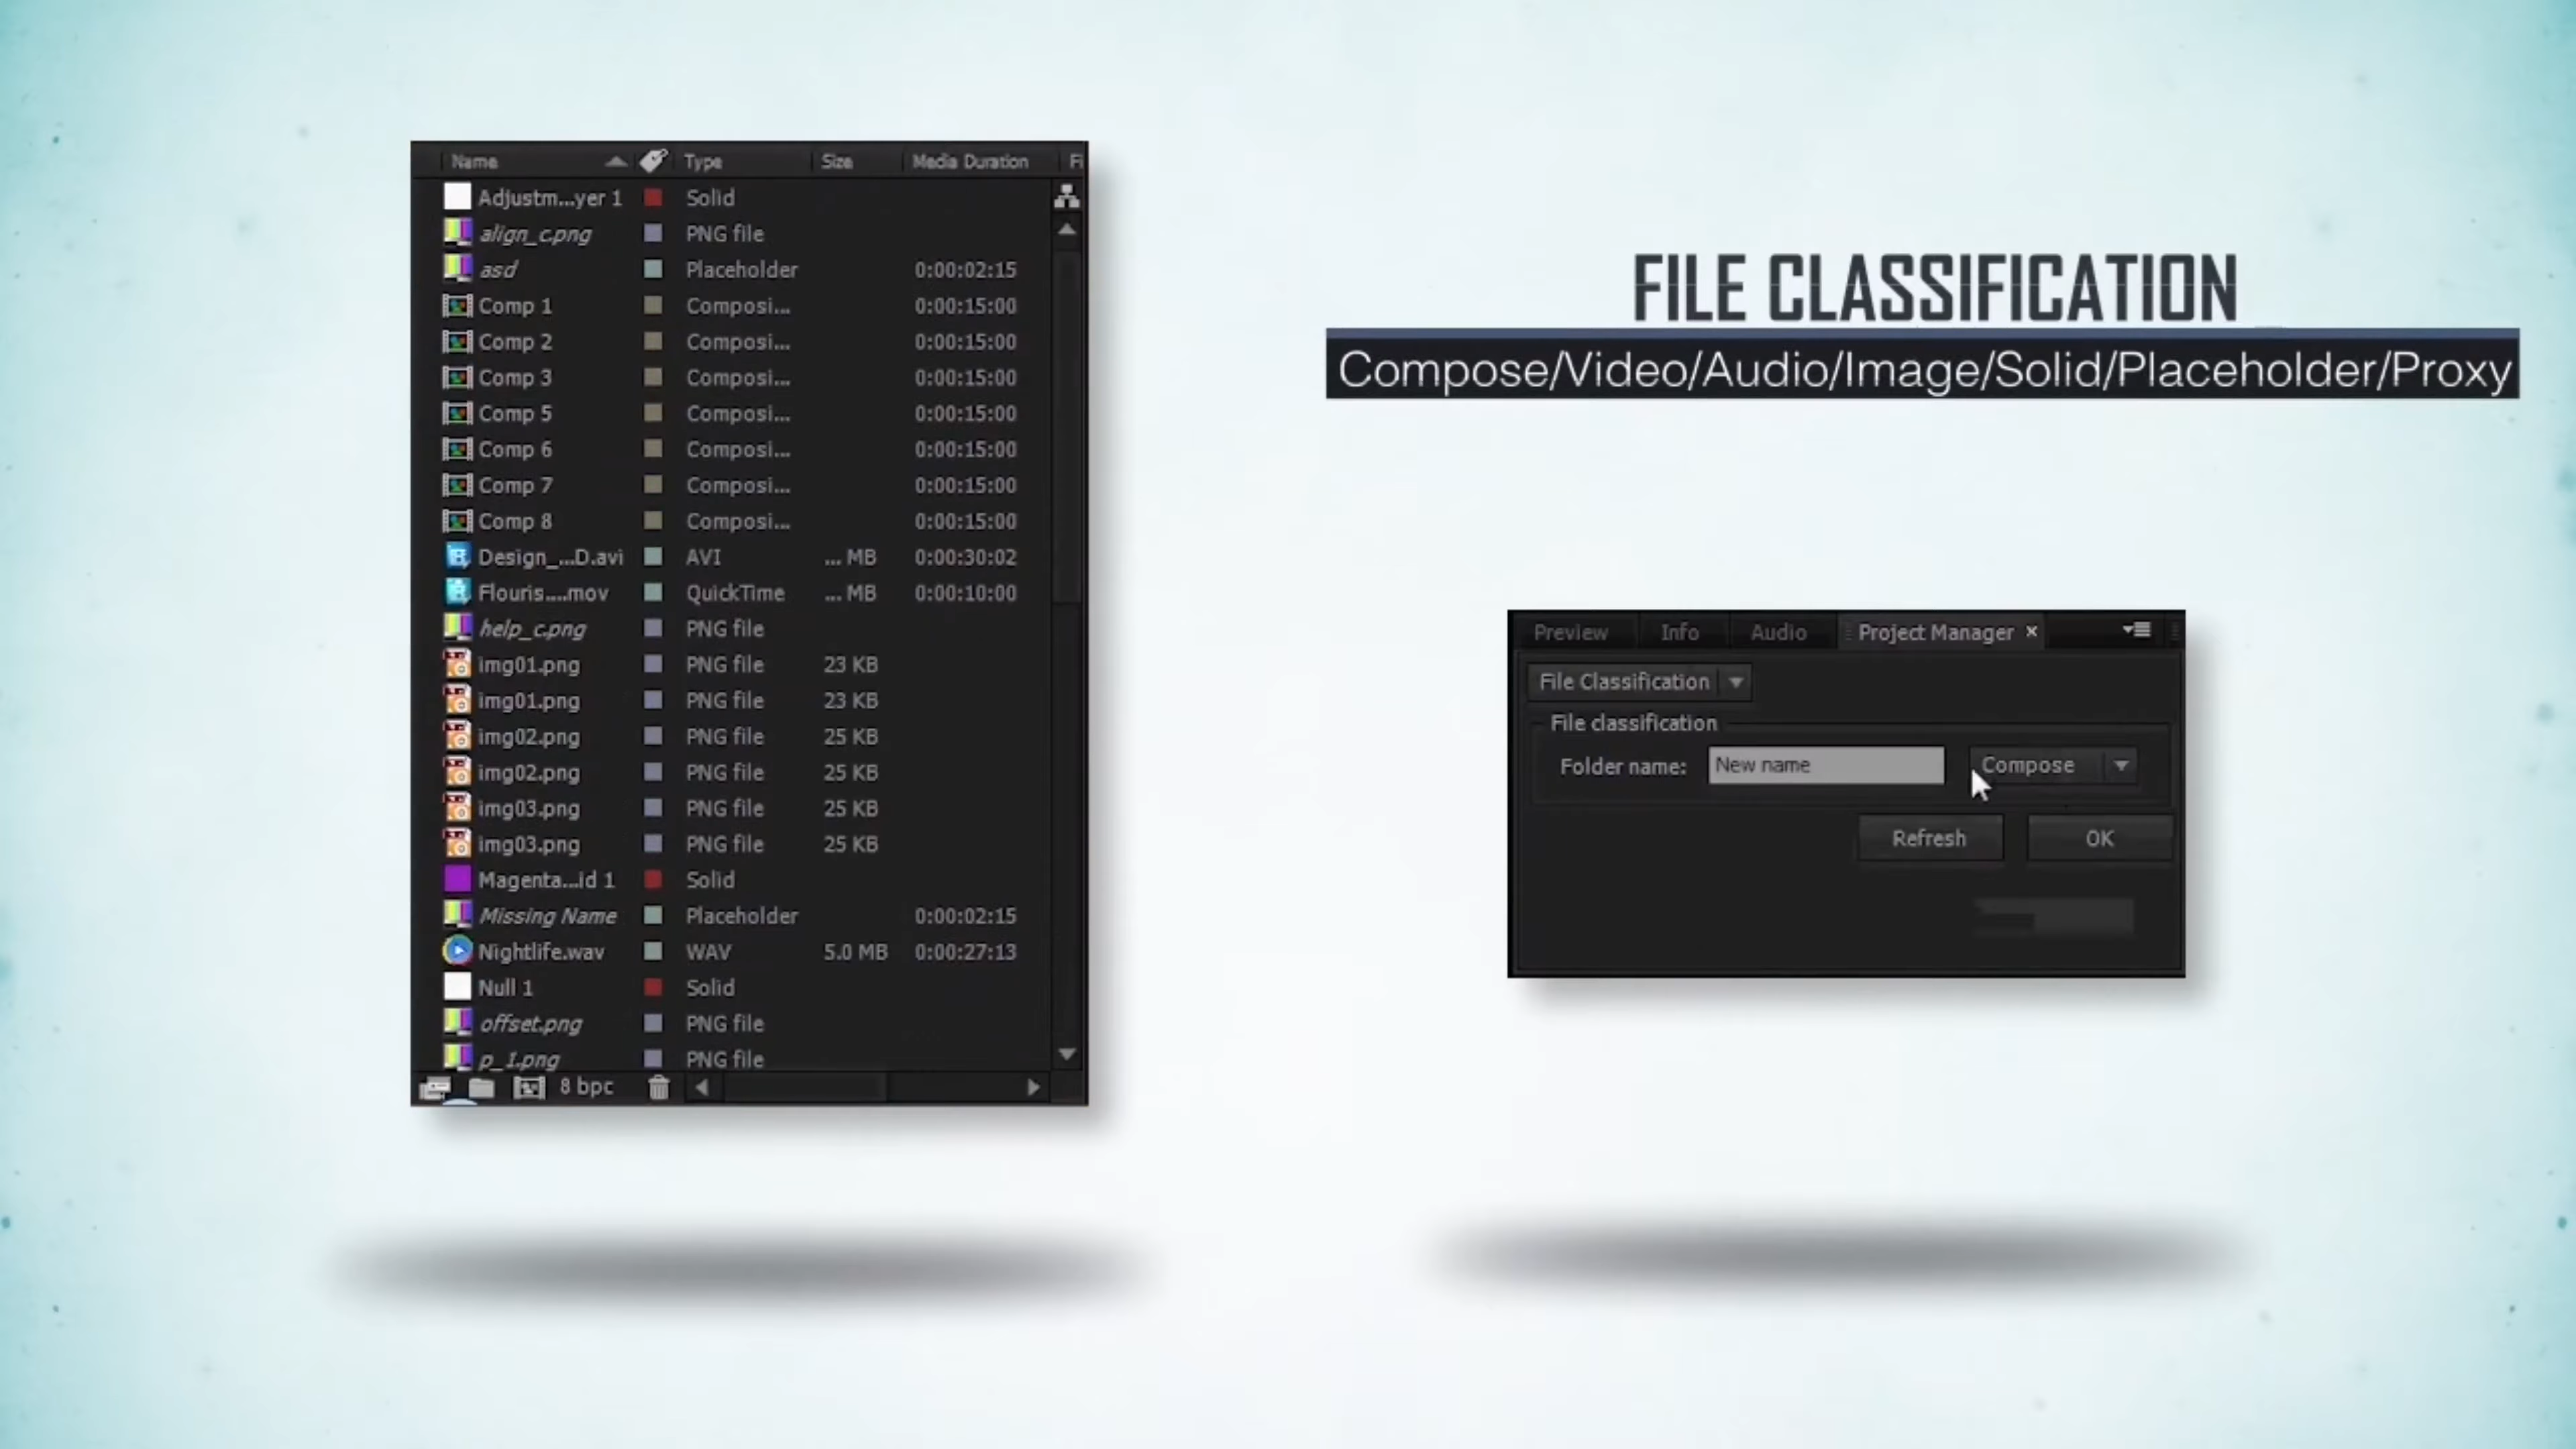 Name Type Size Media Duration Fi
Adjustm...yer 1 Solid
align_c.png PNG file
asd Placeholder 0:00:02:15
Comp 1 Composi... 0:00:15:00
Comp 2 Composi... 0:00:15:00
Comp 3 Composi... 0:00:15:00
Comp 5 Composi... 0:00:15:00
Comp 6 Composi... 0:00:15:00
Comp 7 Composi... 0:00:15:00
Comp 8 Composi... 0:00:15:00
Design_...D.avi AVI ... MB 0:00:30:02
Flouris....mov QuickTime ... MB 0:00:10:00
help_c.png PNG file
img01.png PNG file 23 KB
img01.png PNG file 23 KB
img02.png PNG file 25 KB
img02.png PNG file 25 KB
img03.png PNG file 25 KB
img03.png PNG file 25 KB
Magenta...id 1 Solid
Missing Name Placeholder 0:00:02:15
Nightlife.wav WAV 5.0 MB 0:00:27:13
Null 1 Solid
offset.png PNG file
p_1.png PNG file
8 bpc
FILE CLASSIFICATION
Compose/Video/Audio/Image/Solid/Placeholder/Proxy
Preview Info Audio Project Manager
File Classification
File classification
Folder name: New name Compose
Refresh OK